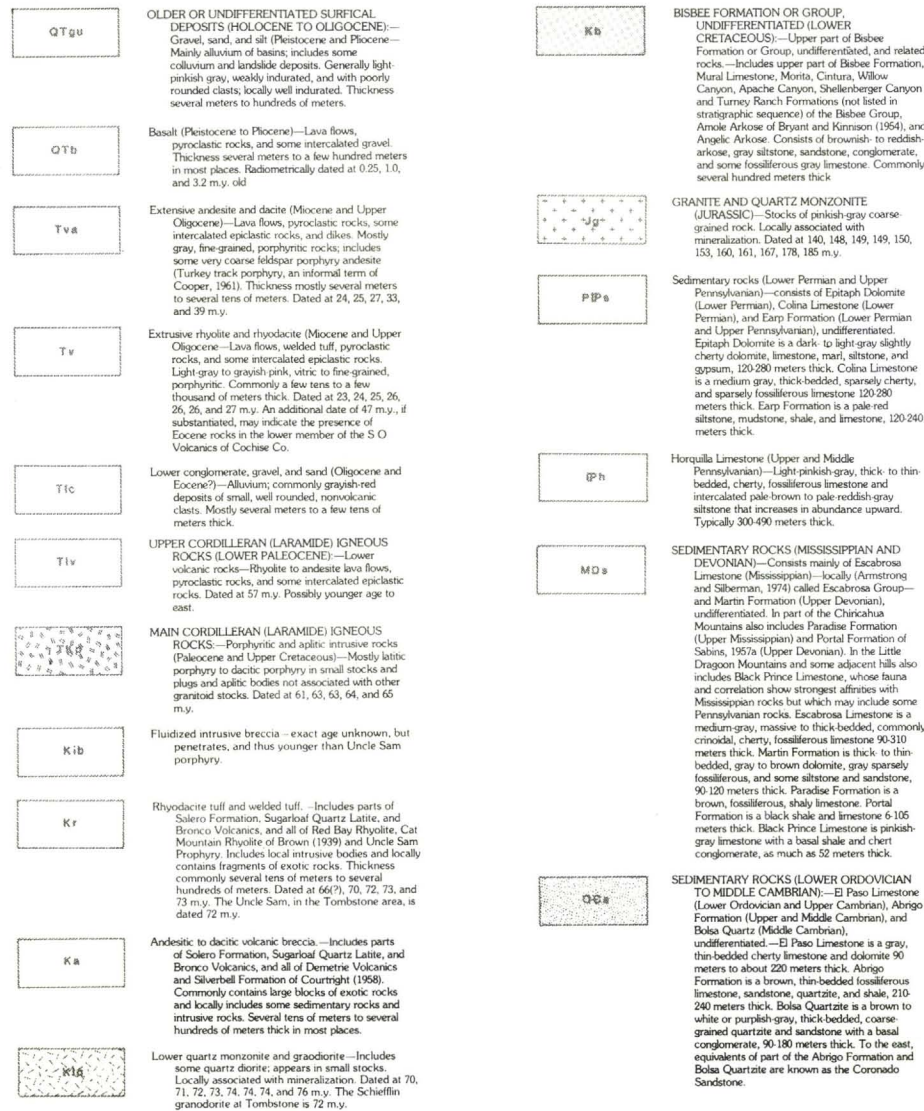 QTgu
OLDER OR UNDIFFERENTIATED SURFICAL
DEPOSITS (HOLOCENE TO OLIGOCENE):—
Gravel, sand, and silt (Pleistocene and Pliocene—
Mainly alluvium of basins; includes some
colluvium and landslide deposits. Generally light-
pinkish gray, weakly indurated, and with poorly
rounded clasts; locally well indurated. Thickness
several meters to hundreds of meters.
QTb
Basalt (Pleistocene to Pliocene)—Lava flows,
pyroclastic rocks, and some intercalated gravel.
Thickness several meters to a few hundred meters
in most places. Radiometrically dated at 0.25, 1.0,
and 3.2 m.y. old
Tva
Extensive andesite and dacite (Miocene and Upper
Oligocene)—Lava flows, pyroclastic rocks, some
intercalated epiclastic rocks, and dikes. Mostly
gray, fine-grained, porphyritic rocks; includes
some very coarse feldspar porphyry andesite
(Turkey track porphyry, an informal term of
Cooper, 1961). Thickness mostly several meters
to several tens of meters. Dated at 24, 25, 27, 33,
and 39 m.y.
Tv
Extrusive rhyolite and rhyodacite (Miocene and Upper
Oligocene—Lava flows, welded tuff, pyroclastic
rocks, and some intercalated epiclastic rocks.
Light-gray to grayish-pink, vitric to fine-grained,
porphyritic. Commonly a few tens to a few
thousand of meters thick. Dated at 23, 24, 25, 26,
26, 26, and 27 m.y. An additional date of 47 m.y., if
substantiated, may indicate the presence of
Eocene rocks in the lower member of the S O
Volcanics of Cochise Co.
Tlc
Lower conglomerate, gravel, and sand (Oligocene and
Eocene?)—Alluvium; commonly grayish-red
deposits of small, well rounded, nonvolcanic
clasts. Mostly several meters to a few tens of
meters thick.
Tlv
UPPER CORDILLERAN (LARAMIDE) IGNEOUS
ROCKS (LOWER PALEOCENE):—Lower
volcanic rocks—Rhyolite to andesite lava flows,
pyroclastic rocks, and some intercalated epiclastic
rocks. Dated at 57 m.y. Possibly younger age to
east.
MAIN CORDILLERAN (LARAMIDE) IGNEOUS
ROCKS:—Porphyritic and aplitic intrusive rocks
(Paleocene and Upper Cretaceous)—Mostly latitic
porphyry to dacitic porphyry in small stocks and
plugs and aplitic bodies not associated with other
granitoid stocks. Dated at 61, 63, 63, 64, and 65
m.y.
Kib
Fluidized intrusive breccia —exact age unknown, but
penetrates, and thus younger than Uncle Sam
porphyry.
Kr
Rhyodacite tuff and welded tuff. —Includes parts of
Salero Formation, Sugarloaf Quartz Latite, and
Bronco Volcanics, and all of Red Bay Rhyolite, Cat
Mountain Rhyolite of Brown (1939) and Uncle Sam
Prophyry. Includes local intrusive bodies and locally
contains fragments of exotic rocks. Thickness
commonly several tens of meters to several
hundreds of meters. Dated at 66(?), 70, 72, 73, and
73 m.y. The Uncle Sam, in the Tombstone area, is
dated 72 m.y.
Ka
Andesitic to dacitic volcanic breccia.—Includes parts
of Solero Formation, Sugarloaf Quartz Latite, and
Bronco Volcanics, and all of Demetrie Volcanics
and Silverbell Formation of Courtright (1958).
Commonly contains large blocks of exotic rocks
and locally includes some sedimentary rocks and
intrusive rocks. Several tens of meters to several
hundreds of meters thick in most places.
Lower quartz monzonite and graodiorite—Includes
some quartz diorite; appears in small stocks.
Locally associated with mineralization. Dated at 70,
71, 72, 73, 74, 74, 74, and 76 m.y. The Schiefflin
granodorite at Tombstone is 72 m.y.
Kb
BISBEE FORMATION OR GROUP,
UNDIFFERENTIATED (LOWER
CRETACEOUS):—Upper part of Bisbee
Formation or Group, undifferentiated, and related
rocks.—Includes upper part of Bisbee Formation,
Mural Limestone, Morita, Cintura, Willow
Canyon, Apache Canyon, Shellenberger Canyon
and Turney Ranch Formations (not listed in
stratigraphic sequence) of the Bisbee Group,
Amole Arkose of Bryant and Kinnison (1954), and
Angelic Arkose. Consists of brownish- to reddish-
arkose, gray siltstone, sandstone, conglomerate,
and some fossiliferous gray limestone. Commonly
several hundred meters thick
Jg
GRANITE AND QUARTZ MONZONITE
(JURASSIC)—Stocks of pinkish-gray coarse-
grained rock. Locally associated with
mineralization. Dated at 140, 148, 149, 149, 150,
153, 160, 161, 167, 178, 185 m.y.
PIPs
Sedimentary rocks (Lower Permian and Upper
Pennsylvanian)—consists of Epitaph Dolomite
(Lower Permian), Colina Limestone (Lower
Permian), and Earp Formation (Lower Permian
and Upper Pennsylvanian), undifferentiated.
Epitaph Dolomite is a dark- tp light-gray slightly
cherty dolomite, limestone, marl, siltstone, and
gypsum, 120-280 meters thick. Colina Limestone
is a medium gray, thick-bedded, sparsely cherty,
and sparsely fossiliferous limestone 120-280
meters thick. Earp Formation is a pale-red
siltstone, mudstone, shale, and limestone, 120-240
meters thick.
IPh
Horquilla Limestone (Upper and Middle
Pennsylvanian)—Light-pinkish-gray, thick- to thin-
bedded, cherty, fossiliferous limestone and
intercalated pale-brown to pale-reddish-gray
siltstone that increases in abundance upward.
Typically 300-490 meters thick.
MDs
SEDIMENTARY ROCKS (MISSISSIPPIAN AND
DEVONIAN)—Consists mainly of Escabrosa
Limestone (Mississippian)—locally (Armstrong
and Silberman, 1974) called Escabrosa Group—
and Martin Formation (Upper Devonian),
undifferentiated. In part of the Chiricahua
Mountains also includes Paradise Formation
(Upper Mississippian) and Portal Formation of
Sabins, 1957a (Upper Devonian). In the Little
Dragoon Mountains and some adjacent hills also
includes Black Prince Limestone, whose fauna
and correlation show strongest affinities with
Mississippian rocks but which may include some
Pennsylvanian rocks. Escabrosa Limestone is a
medium-gray, massive to thick-bedded, commonly
crinoidal, cherty, fossiliferous limestone 90-310
meters thick. Martin Formation is thick- to thin-
bedded, gray to brown dolomite, gray sparsely
fossiliferous, and some siltstone and sandstone,
90-120 meters thick. Paradise Formation is a
brown, fossiliferous, shaly limestone. Portal
Formation is a black shale and limestone 6-105
meters thick. Black Prince Limestone is pinkish-
gray limestone with a basal shale and chert
conglomerate, as much as 52 meters thick.
SEDIMENTARY ROCKS (LOWER ORDOVICIAN
TO MIDDLE CAMBRIAN):—El Paso Limestone
(Lower Ordovician and Upper Cambrian), Abrigo
Formation (Upper and Middle Cambrian), and
Bolsa Quartz (Middle Cambrian),
undifferentiated.—El Paso Limestone is a gray,
thin-bedded cherty limestone and dolomite 90
meters to about 220 meters thick. Abrigo
Formation is a brown, thin-bedded fossiliferous
limestone, sandstone, quartzite, and shale, 210-
240 meters thick. Bolsa Quartzite is a brown to
white or purplish-gray, thick-bedded, coarse-
grained quartzite and sandstone with a basal
conglomerate, 90-180 meters thick. To the east,
equivalents of part of the Abrigo Formation and
Bolsa Quartzite are known as the Coronado
Sandstone.